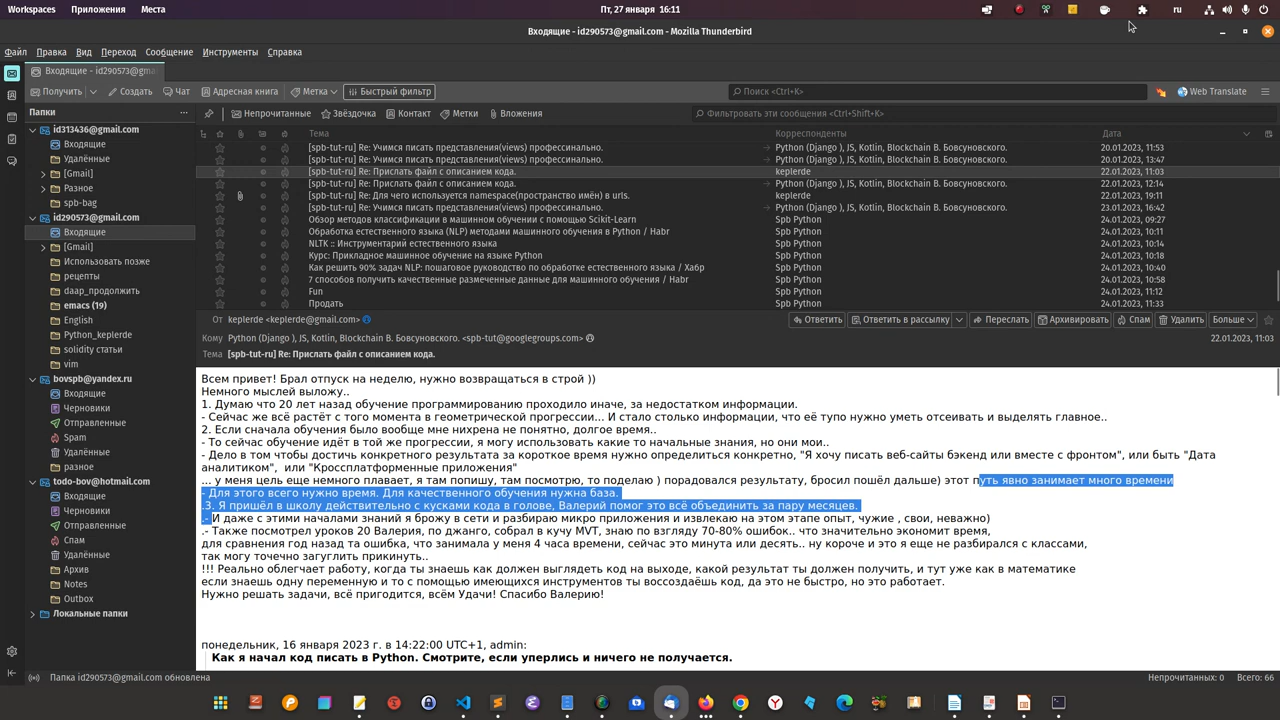 Workspaces Приложения Места Пт, 27 января 16:11 ru
Входящие - id290573@gmail.com - Mozilla Thunderbird
Файл Правка Вид Переход Сообщение Инструменты Справка
Входящие - id290573@gma
Получить Создать Чат Адресная книга Метка Быстрый фильтр Поиск <Ctrl+K> Web Translate
Папки ...
id313436@gmail.com
Входящие
Удалённые
[Gmail]
Разное
spb-bag
id290573@gmail.com
Входящие
[Gmail]
Использовать позже
рецепты
daap_продолжить
emacs (19)
English
Python_keplerde
solidity статьи
vim
bovspb@yandex.ru
Входящие
Черновики
Отправленные
Spam
Удалённые
разное
todo-bov@hotmail.com
Входящие
Черновики
Отправленные
Спам
Удалённые
Архив
Notes
Outbox
Локальные папки
Непрочитанные Звёздочка Контакт Метки Вложения Фильтровать эти сообщения <Ctrl+Shift+K>
Тема Корреспонденты Дата
[spb-tut-ru] Re: Учимся писать представления(views) профессионально. Python (Django ), JS, Kotlin, Blockchain В. Бовсуновского. 20.01.2023, 11:53
[spb-tut-ru] Re: Учимся писать представления(views) профессионально. Python (Django ), JS, Kotlin, Blockchain В. Бовсуновского. 20.01.2023, 13:47
[spb-tut-ru] Re: Прислать файл с описанием кода. keplerde 22.01.2023, 11:03
[spb-tut-ru] Re: Прислать файл с описанием кода. Python (Django ), JS, Kotlin, Blockchain В. Бовсуновского. 22.01.2023, 12:14
[spb-tut-ru] Re: Для чего используется namespace(пространство имён) в urls. keplerde 22.01.2023, 19:11
[spb-tut-ru] Re: Учимся писать представления(views) профессионально. Python (Django ), JS, Kotlin, Blockchain В. Бовсуновского. 23.01.2023, 16:42
Обзор методов классификации в машинном обучении с помощью Scikit-Learn Spb Python 24.01.2023, 09:27
Обработка естественного языка (NLP) методами машинного обучения в Python / Habr Spb Python 24.01.2023, 10:11
NLTK :: Инструментарий естественного языка Spb Python 24.01.2023, 10:14
Курс: Прикладное машинное обучение на языке Python Spb Python 24.01.2023, 10:14
Как решить 90% задач NLP: пошаговое руководство по обработке естественного языка / Хабр Spb Python 24.01.2023, 10:40
7 способов получить качественные размеченные данные для машинного обучения / Habr Spb Python 24.01.2023, 10:58
Fun Spb Python 24.01.2023, 11:12
Продать Spb Python 24.01.2023, 11:33
От keplerde <keplerde@gmail.com> Ответить Ответить в рассылку Переслать Архивировать Спам Удалить Больше
Кому Python (Django ), JS, Kotlin, Blockchain В. Бовсуновского. <spb-tut@googlegroups.com> 22.01.2023, 11:03
Тема [spb-tut-ru] Re: Прислать файл с описанием кода.
Всем привет! Брал отпуск на неделю, нужно возвращаться в строй ))
Немного мыслей выложу..
1. Думаю что 20 лет назад обучение программированию проходило иначе, за недостатком информации.
- Сейчас же всё растёт с того момента в геометрической прогрессии... И стало столько информации, что её тупо нужно уметь отсеивать и выделять главное..
2. Если сначала обучения было вообще мне нихрена не понятно, долгое время..
- То сейчас обучение идёт в той же прогрессии, я могу использовать какие то начальные знания, но они мои..
- Дело в том чтобы достичь конкретного результата за короткое время нужно определиться конкретно, "Я хочу писать веб-сайты бэкенд или вместе с фронтом", или быть "Дата
аналитиком", или "Кроссплатформенные приложения"
... у меня цель еще немного плавает, я там попишу, там посмотрю, то поделаю ) порадовался результату, бросил пошёл дальше) этот путь явно занимает много времени
- Для этого всего нужно время. Для качественного обучения нужна база.
3. Я пришёл в школу действительно с кусками кода в голове, Валерий помог это всё объединить за пару месяцев.
.- И даже с этими началами знаний я брожу в сети и разбираю микро приложения и извлекаю на этом этапе опыт, чужие , свои, неважно)
.- Также посмотрел уроков 20 Валерия, по джанго, собрал в кучу MVT, знаю по взгляду 70-80% ошибок.. что значительно экономит время,
для сравнения год назад та ошибка, что занимала у меня 4 часа времени, сейчас это минута или десять.. ну короче и это я еще не разбирался с классами,
так могу точечно загуглить прикинуть..
!!! Реально облегчает работу, когда ты знаешь как должен выглядеть код на выходе, какой результат ты должен получить, и тут уже как в математике
если знаешь одну переменную и то с помощью имеющихся инструментов ты воссоздаёшь код, да это не быстро, но это работает.
Нужно решать задачи, всё пригодится, всём Удачи! Спасибо Валерию!
понедельник, 16 января 2023 г. в 14:22:00 UTC+1, admin:
Как я начал код писать в Python. Смотрите, если уперлись и ничего не получается.
Папка id290573@gmail.com обновлена Непрочитанных: 0 Всего: 66